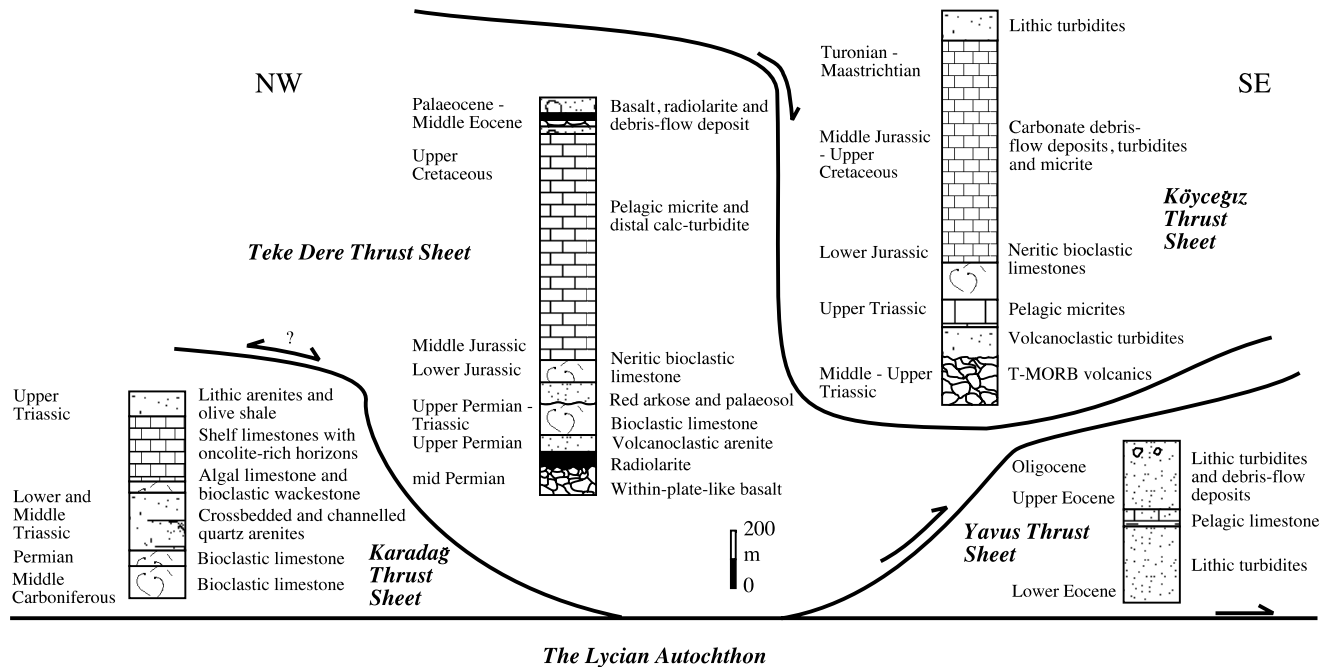 NW
SE
Teke Dere Thrust Sheet
Palaeocene -
Middle Eocene
Upper
Cretaceous
Middle Jurassic
Lower Jurassic
Upper Permian -
Triassic
Upper Permian
mid Permian
Basalt, radiolarite and
debris-flow deposit
Pelagic micrite and
distal calc-turbidite
Neritic bioclastic
limestone
Red arkose and palaeosol
Bioclastic limestone
Volcanoclastic arenite
Radiolarite
Within-plate-like basalt
Turonian -
Maastrichtian
Middle Jurassic
- Upper
Cretaceous
Lower Jurassic
Upper Triassic
Middle - Upper
Triassic
Lithic turbidites
Carbonate debris-
flow deposits, turbidites
and micrite
Neritic bioclastic
limestones
Pelagic micrites
Volcanoclastic turbidites
T-MORB volcanics
Köyceğız
Thrust
Sheet
?
Upper
Triassic
Lower and
Middle
Triassic
Permian
Middle
Carboniferous
Lithic arenites and
olive shale
Shelf limestones with
oncolite-rich horizons
Algal limestone and
bioclastic wackestone
Crossbedded and channelled
quartz arenites
Bioclastic limestone
Bioclastic limestone
Karadağ
Thrust
Sheet
200
m
0
Yavus Thrust
Sheet
Oligocene
Upper Eocene
Lower Eocene
Lithic turbidites
and debris-flow
deposits
Pelagic limestone
Lithic turbidites
The Lycian Autochthon